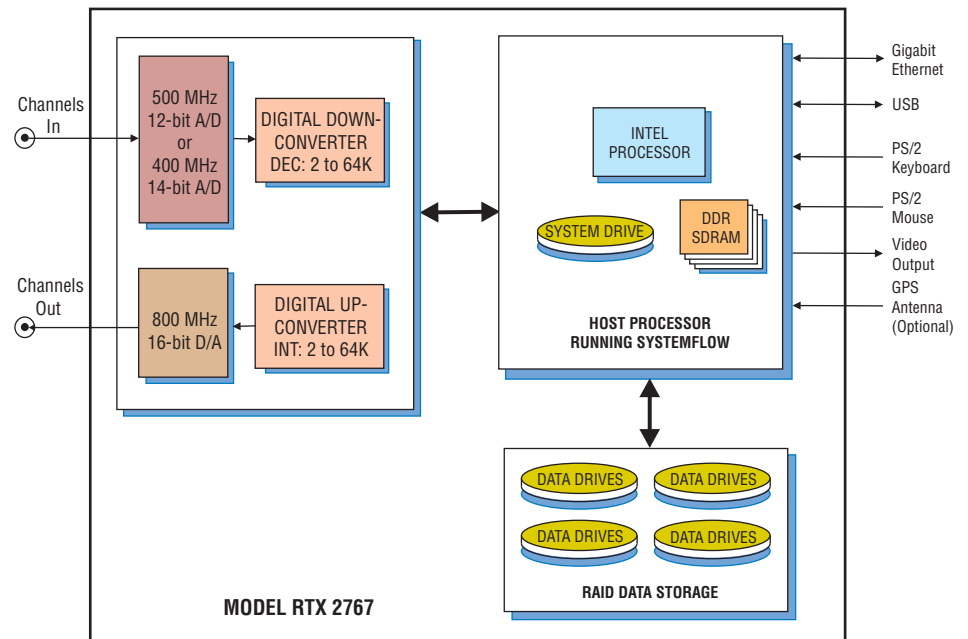 Channels
In
500 MHz
12-bit A/D
or
400 MHz
14-bit A/D
DIGITAL DOWN-
CONVERTER
DEC: 2 to 64K
Channels
Out
800 MHz
16-bit D/A
DIGITAL UP-
CONVERTER
INT: 2 to 64K
INTEL
PROCESSOR
SYSTEM DRIVE
DDR
SDRAM
HOST PROCESSOR
RUNNING SYSTEMFLOW
Gigabit
Ethernet
USB
PS/2
Keyboard
PS/2
Mouse
Video
Output
GPS
Antenna
(Optional)
DATA DRIVES
DATA DRIVES
DATA DRIVES
DATA DRIVES
RAID DATA STORAGE
MODEL RTX 2767